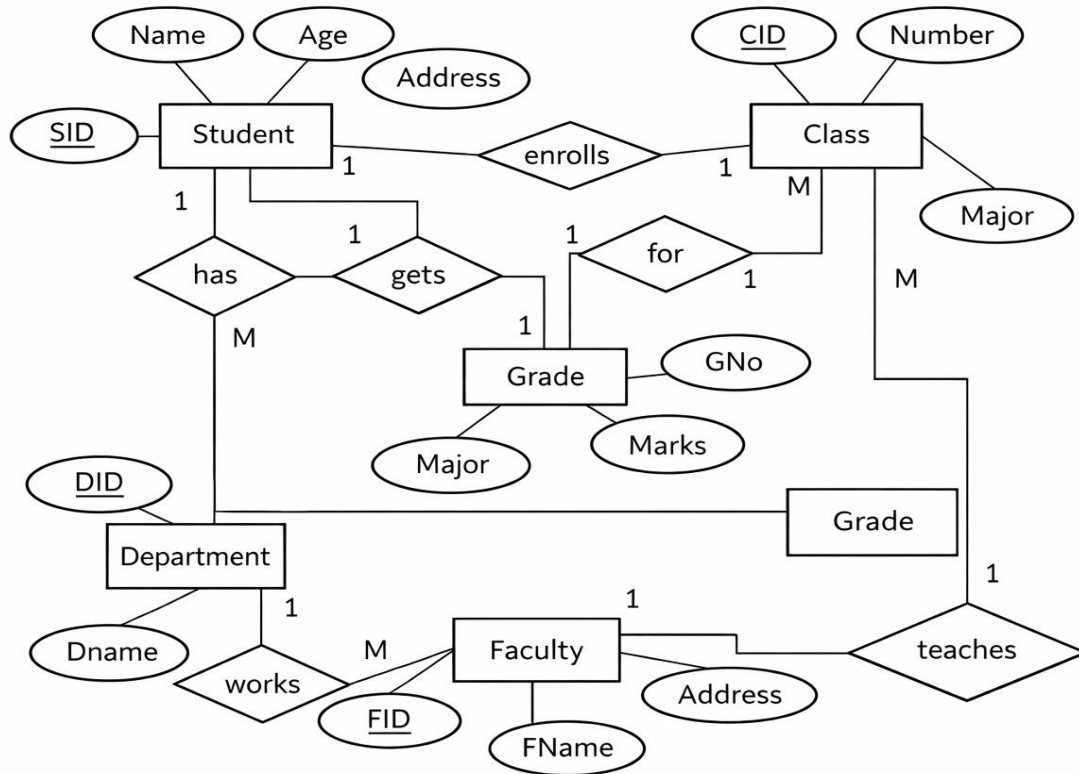 Name
Age
Address
CID
Number
SID
Student
enrolls
Class
1
1
M
1
Major
has
1
gets
1
for
1
M
M
1
Grade
GNo
Major
Marks
DID
Department
Grade
1
1
1
Dname
works
M
Faculty
teaches
FID
FName
Address